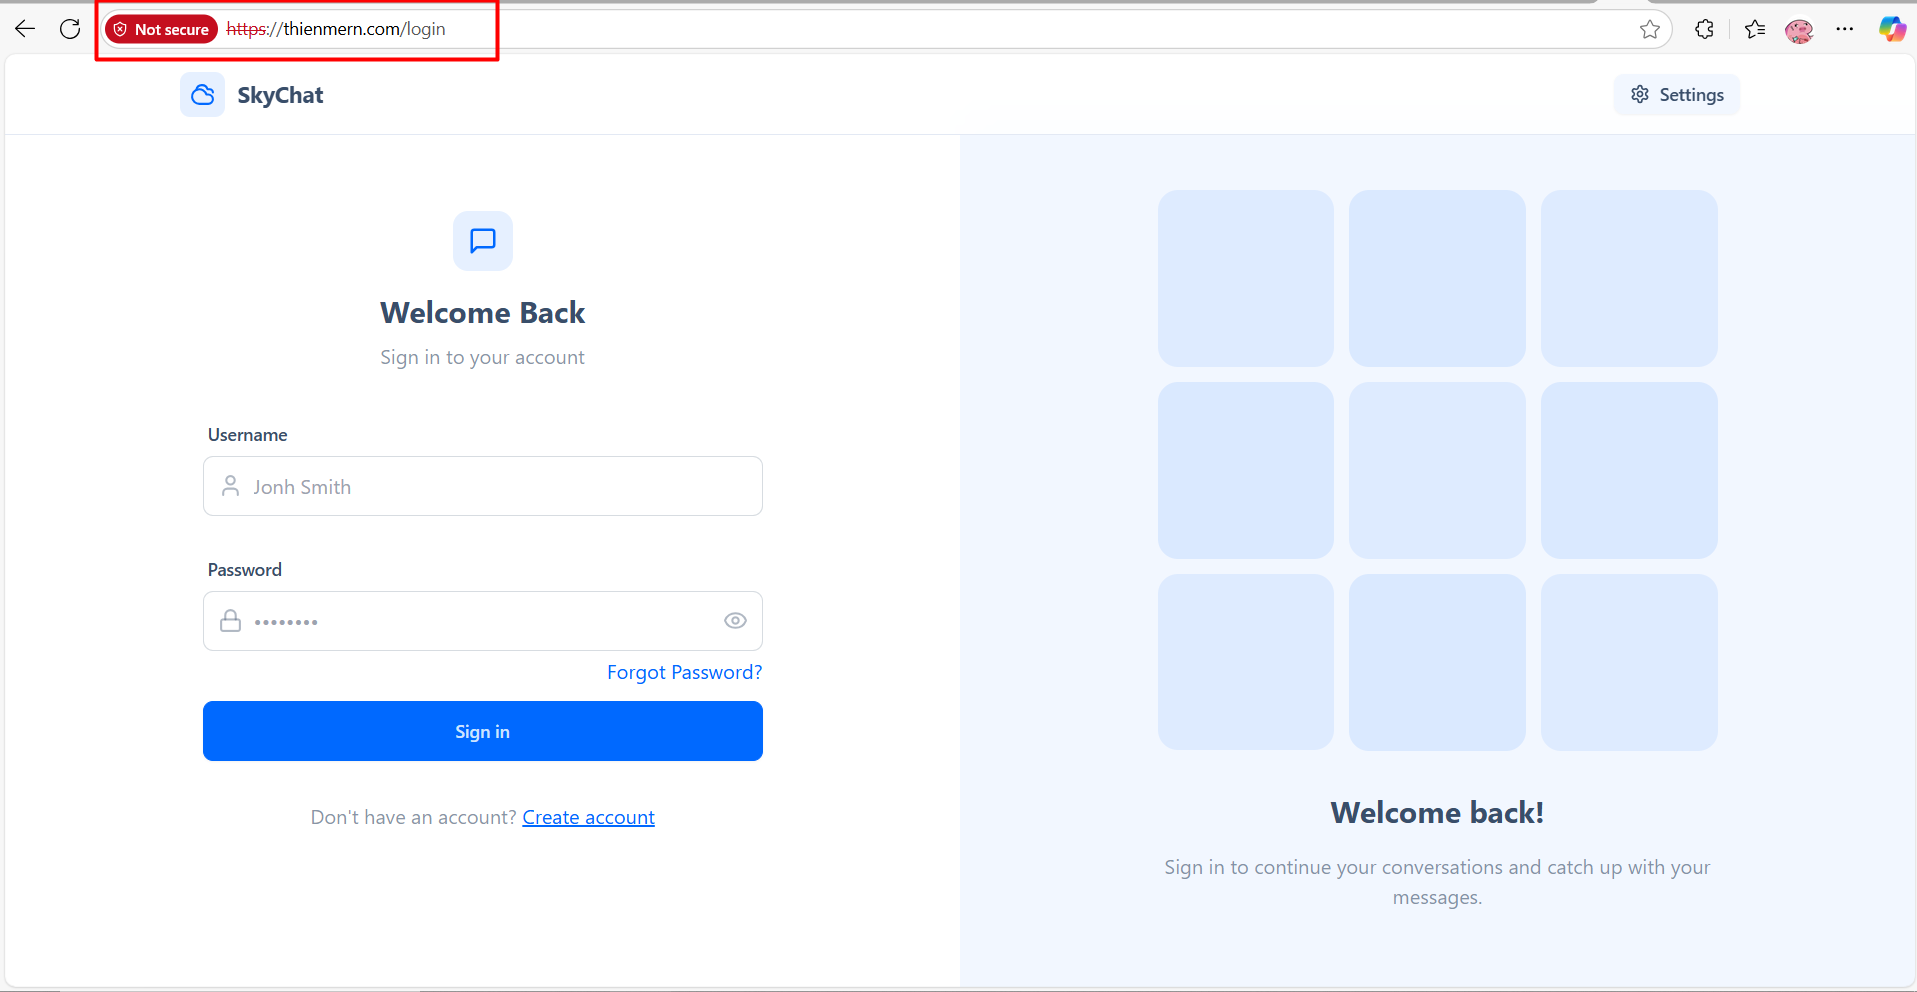 Not secure https://thienmern.com/login
SkyChat
Settings
Welcome Back
Sign in to your account
Username
Jonh Smith
Password
••••••••
Forgot Password?
Sign in
Don't have an account? Create account
Welcome back!
Sign in to continue your conversations and catch up with your
messages.